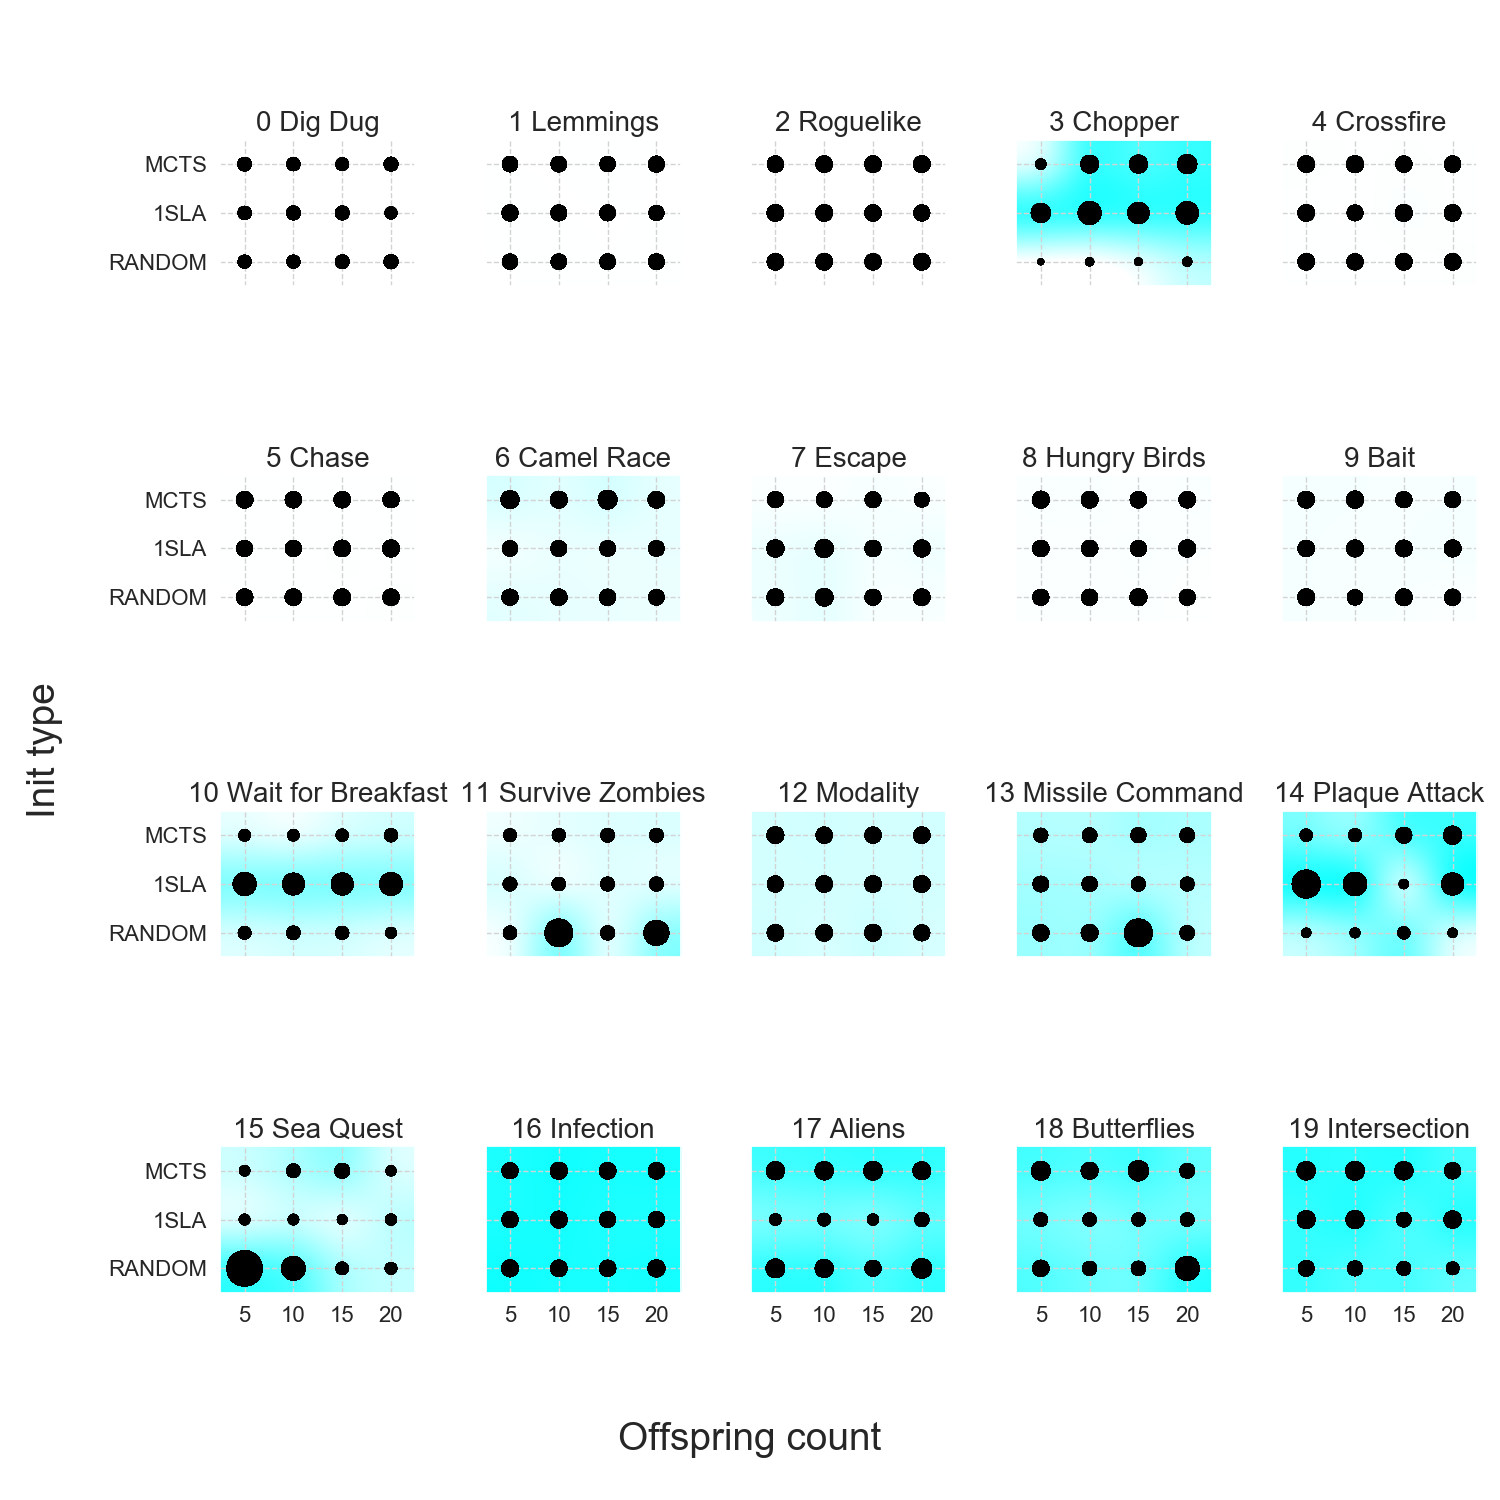 0 Dig Dug
1 Lemmings
2 Roguelike
3 Chopper
4 Crossfire
MCTS
1SLA
RANDOM
5 Chase
6 Camel Race
7 Escape
8 Hungry Birds
9 Bait
MCTS
1SLA
RANDOM
Init type
10 Wait for Breakfast
11 Survive Zombies
12 Modality
13 Missile Command
14 Plaque Attack
MCTS
1SLA
RANDOM
15 Sea Quest
16 Infection
17 Aliens
18 Butterflies
19 Intersection
MCTS
1SLA
RANDOM
5 10 15 20
5 10 15 20
5 10 15 20
5 10 15 20
5 10 15 20
Offspring count